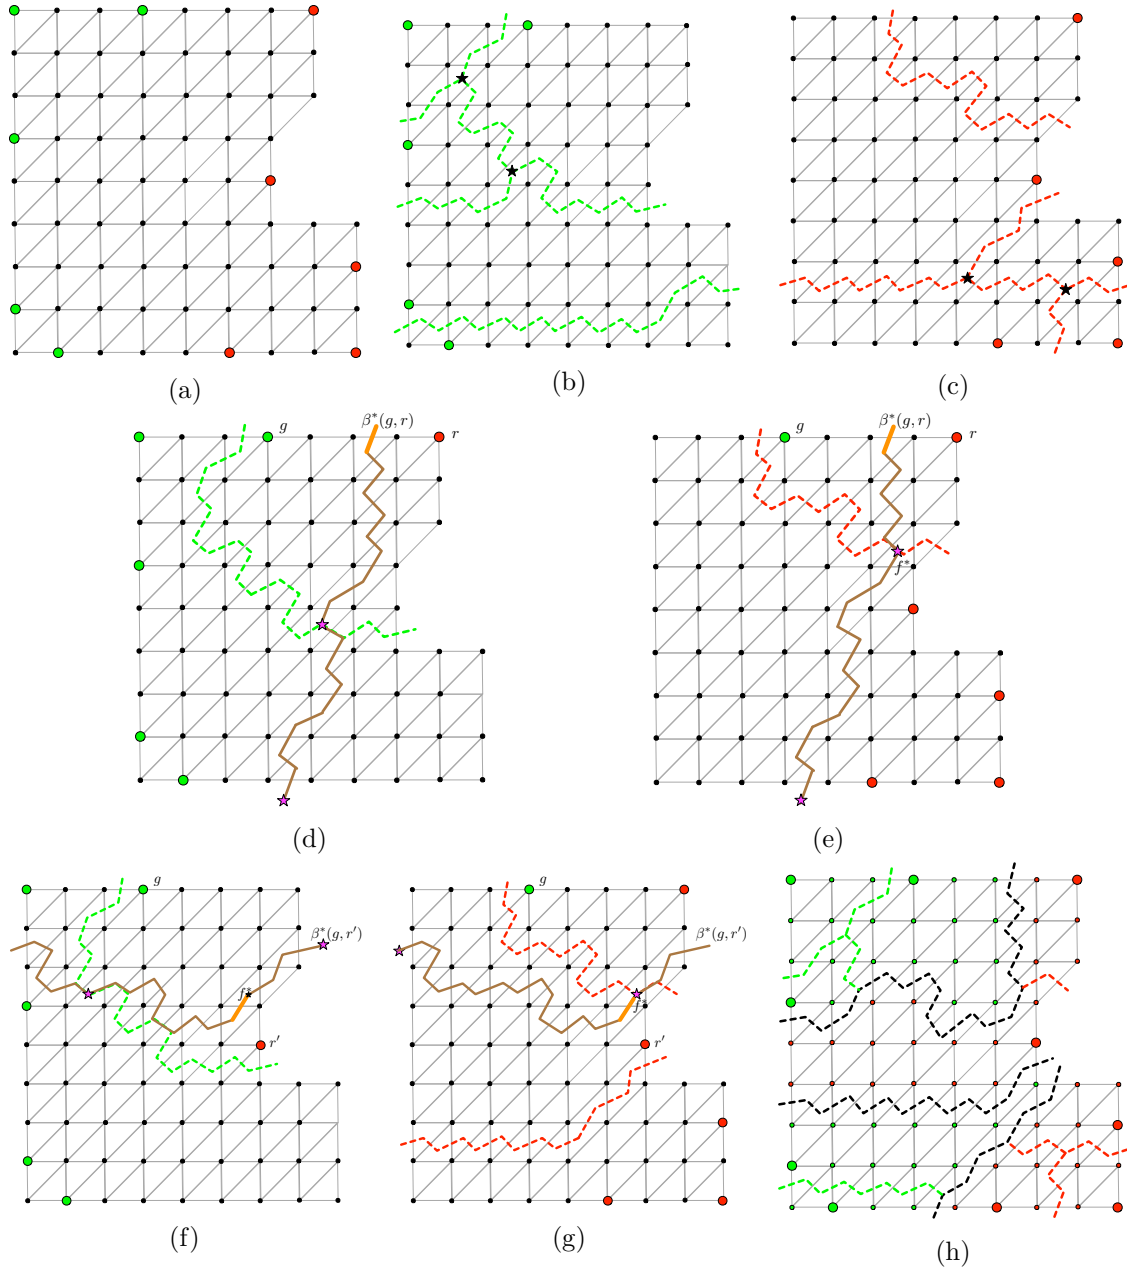 (a)
(b)
(c)
g
β*(g, r)
r
(d)
g
β*(g, r)
r
f*
(e)
g
β*(g, r′)
f*
r′
(f)
g
β*(g, r′)
f*
r′
(g)
(h)